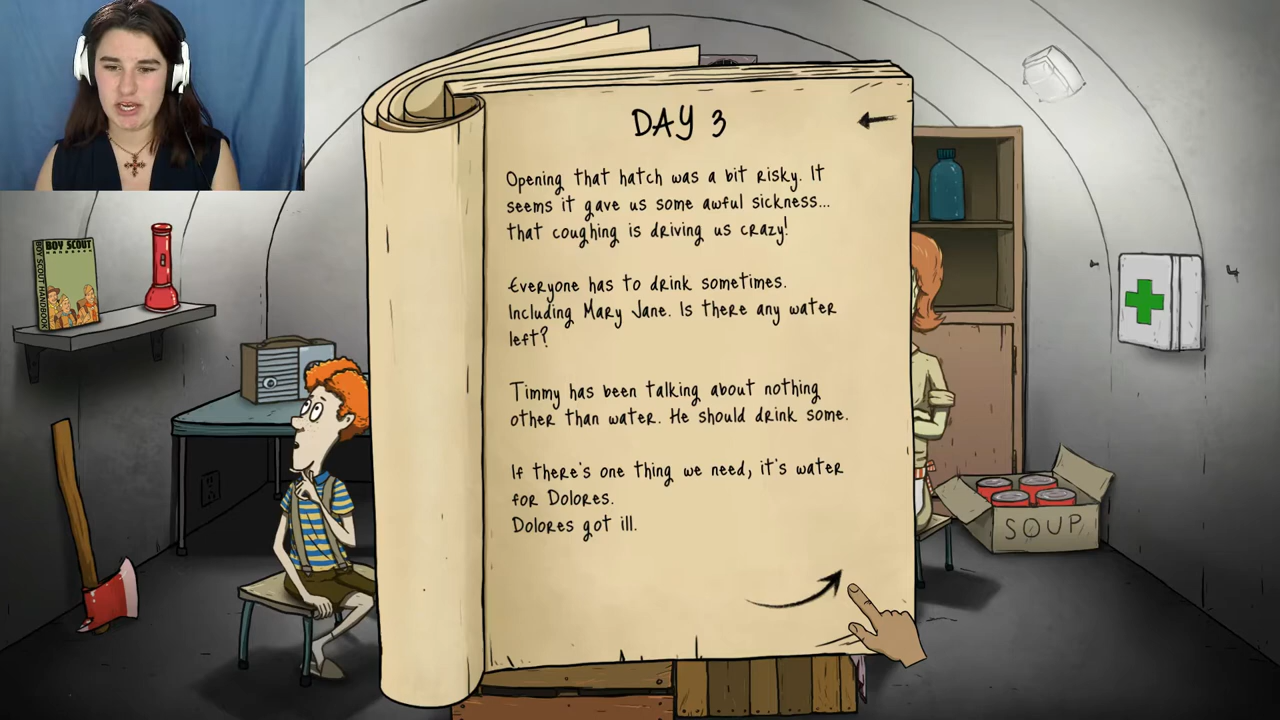 DAY 3
Opening that hatch was a bit risky. It
seems it gave us some awful sickness...
that coughing is driving us crazy!
Everyone has to drink sometimes.
Including Mary Jane. Is there any water
left?
Timmy has been talking about nothing
other than water. He should drink some.
If there's one thing we need, it's water
for Dolores.
Dolores got ill.
BOY SCOUT
BOY SCOUT HANDBOOK
SOUP